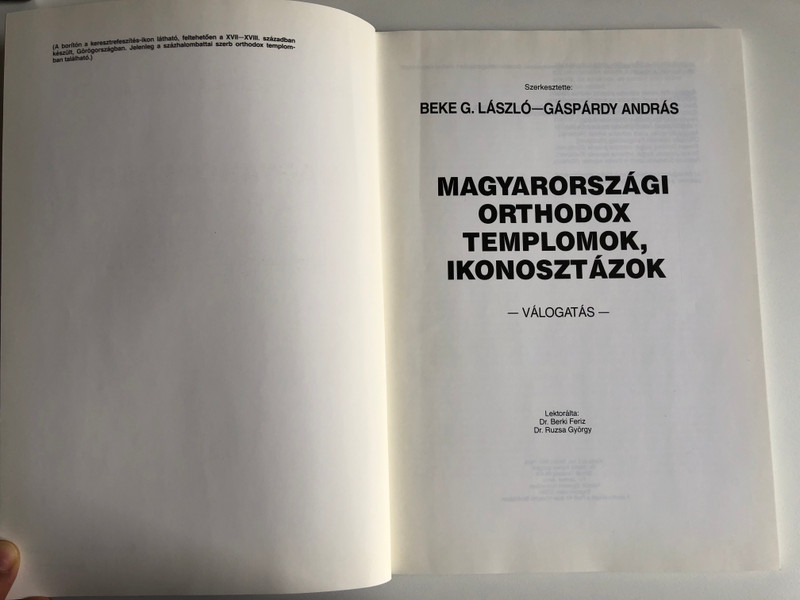 (A borítón a keresztrefeszítés-ikon látható, feltehetően a XVII—XVIII. században
készült, Görögországban. Jelenleg a százhalombattai szerb orthodox templom-
ban található.)
Szerkesztette:
BEKE G. LÁSZLÓ—GÁSPÁRDY ANDRÁS
MAGYARORSZÁGI
ORTHODOX
TEMPLOMOK,
IKONOSZTÁZOK
— VÁLOGATÁS —
Lektorálta:
Dr. Berki Feriz
Dr. Ruzsa György